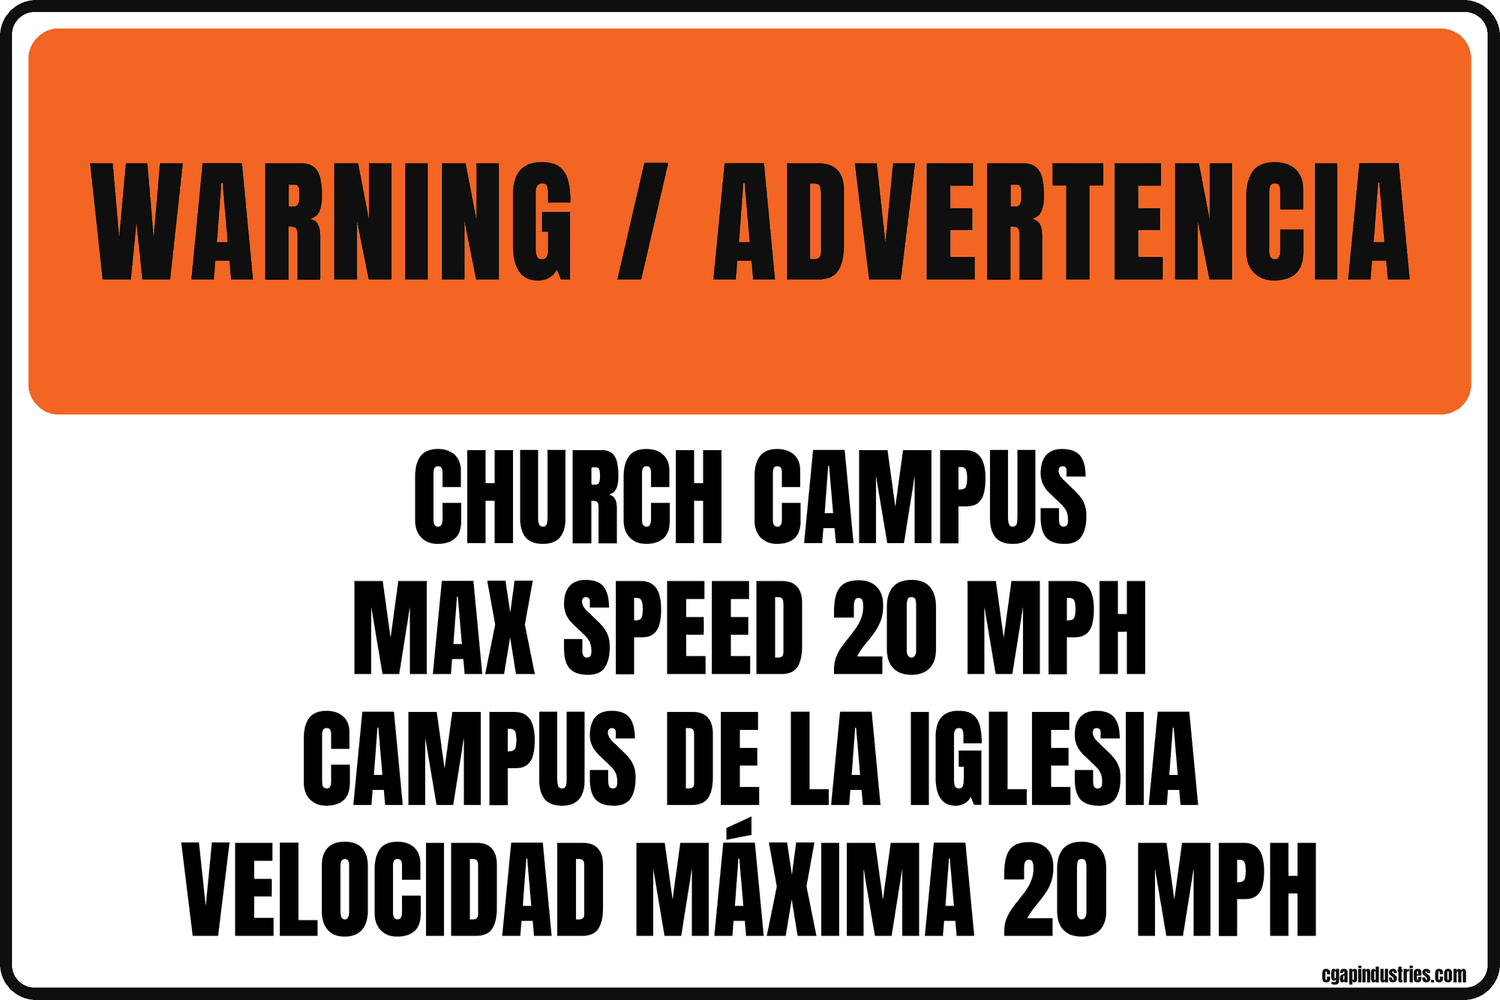 WARNING / ADVERTENCIA
CHURCH CAMPUS
MAX SPEED 20 MPH
CAMPUS DE LA IGLESIA
VELOCIDAD MÁXIMA 20 MPH
cgapindustries.com